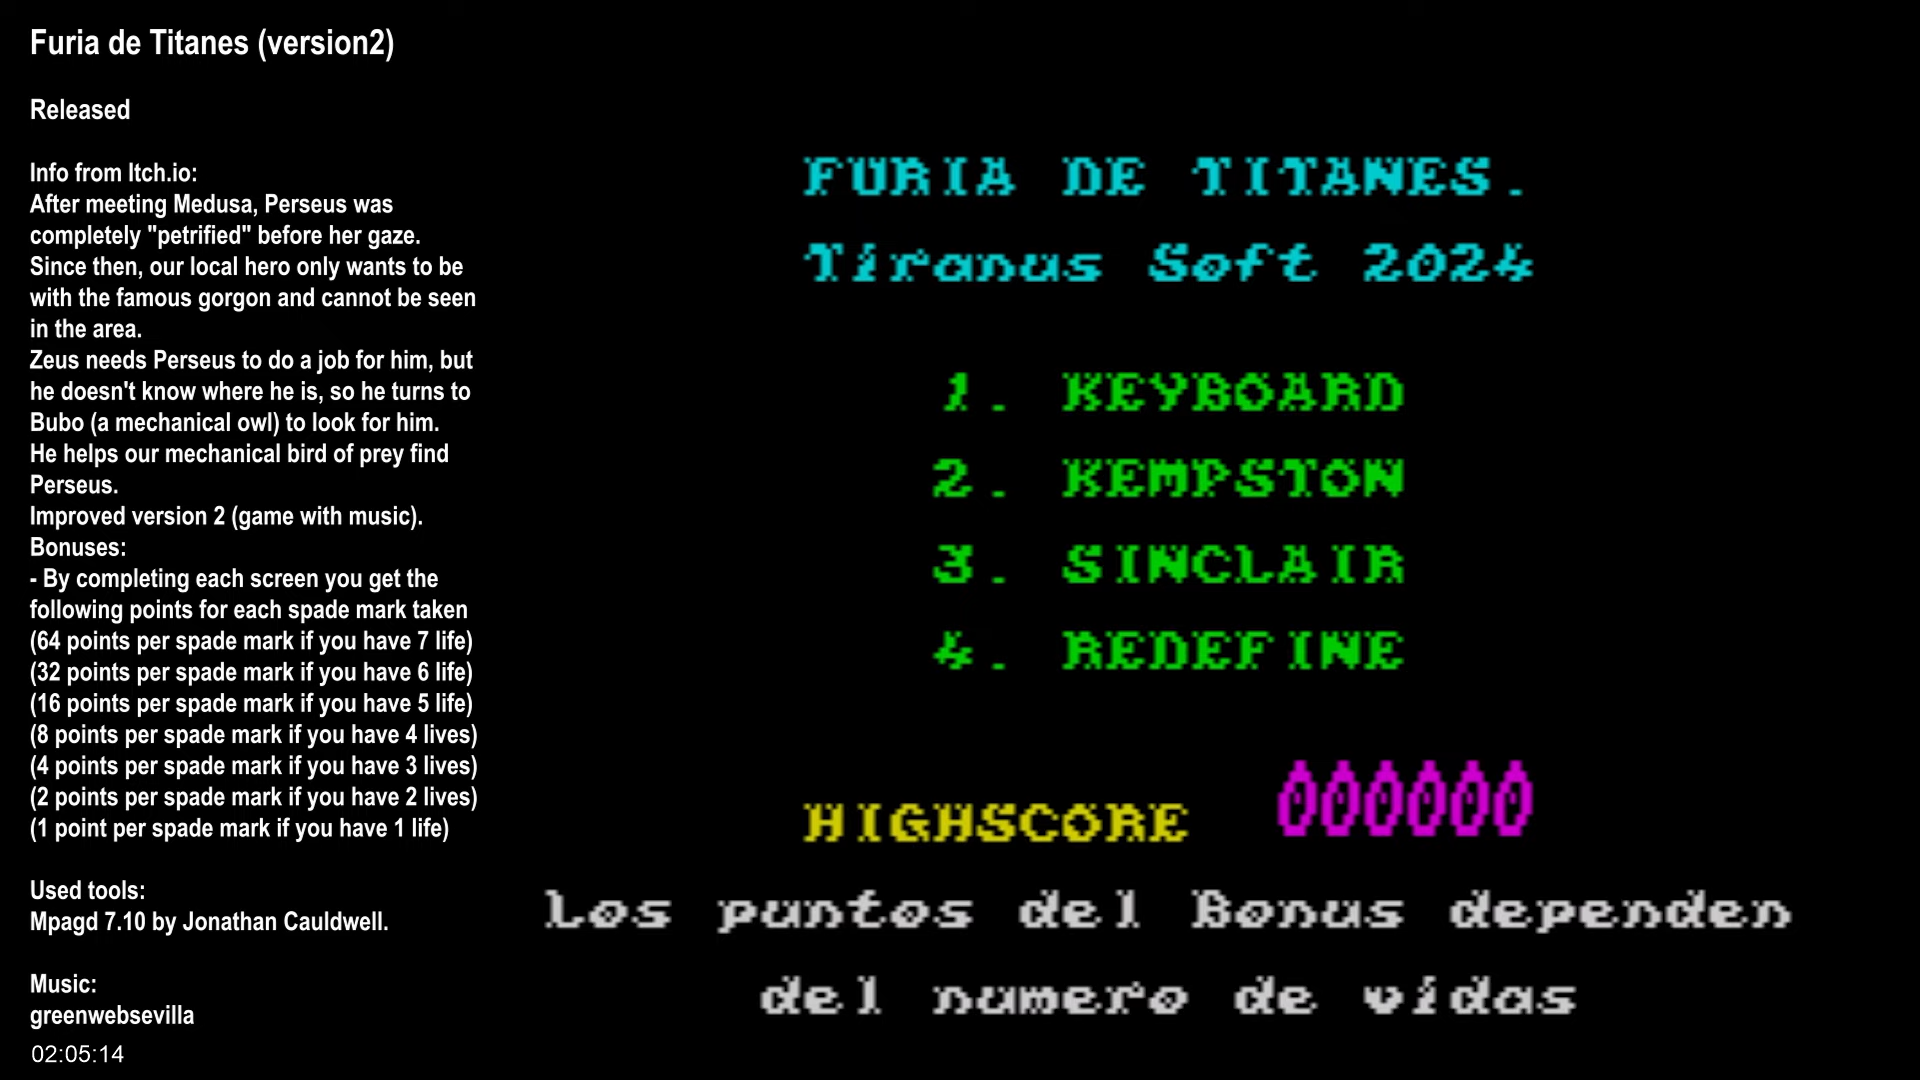 Furia de Titanes (version2)
Released
Info from Itch.io:
After meeting Medusa, Perseus was
completely "petrified" before her gaze.
Since then, our local hero only wants to be
with the famous gorgon and cannot be seen
in the area.
Zeus needs Perseus to do a job for him, but
he doesn't know where he is, so he turns to
Bubo (a mechanical owl) to look for him.
He helps our mechanical bird of prey find
Perseus.
Improved version 2 (game with music).
Bonuses:
- By completing each screen you get the
following points for each spade mark taken
(64 points per spade mark if you have 7 life)
(32 points per spade mark if you have 6 life)
(16 points per spade mark if you have 5 life)
(8 points per spade mark if you have 4 lives)
(4 points per spade mark if you have 3 lives)
(2 points per spade mark if you have 2 lives)
(1 point per spade mark if you have 1 life)
Used tools:
Mpagd 7.10 by Jonathan Cauldwell.
Music:
greenwebsevilla
02:05:14
FURIA DE TITANES.
Tiranus Soft 2024
1. KEYBOARD
2. KEMPSTON
3. SINCLAIR
4. REDEFINE
HIGHSCORE 000000
Los puntos del Bonus dependen
del numero de vidas